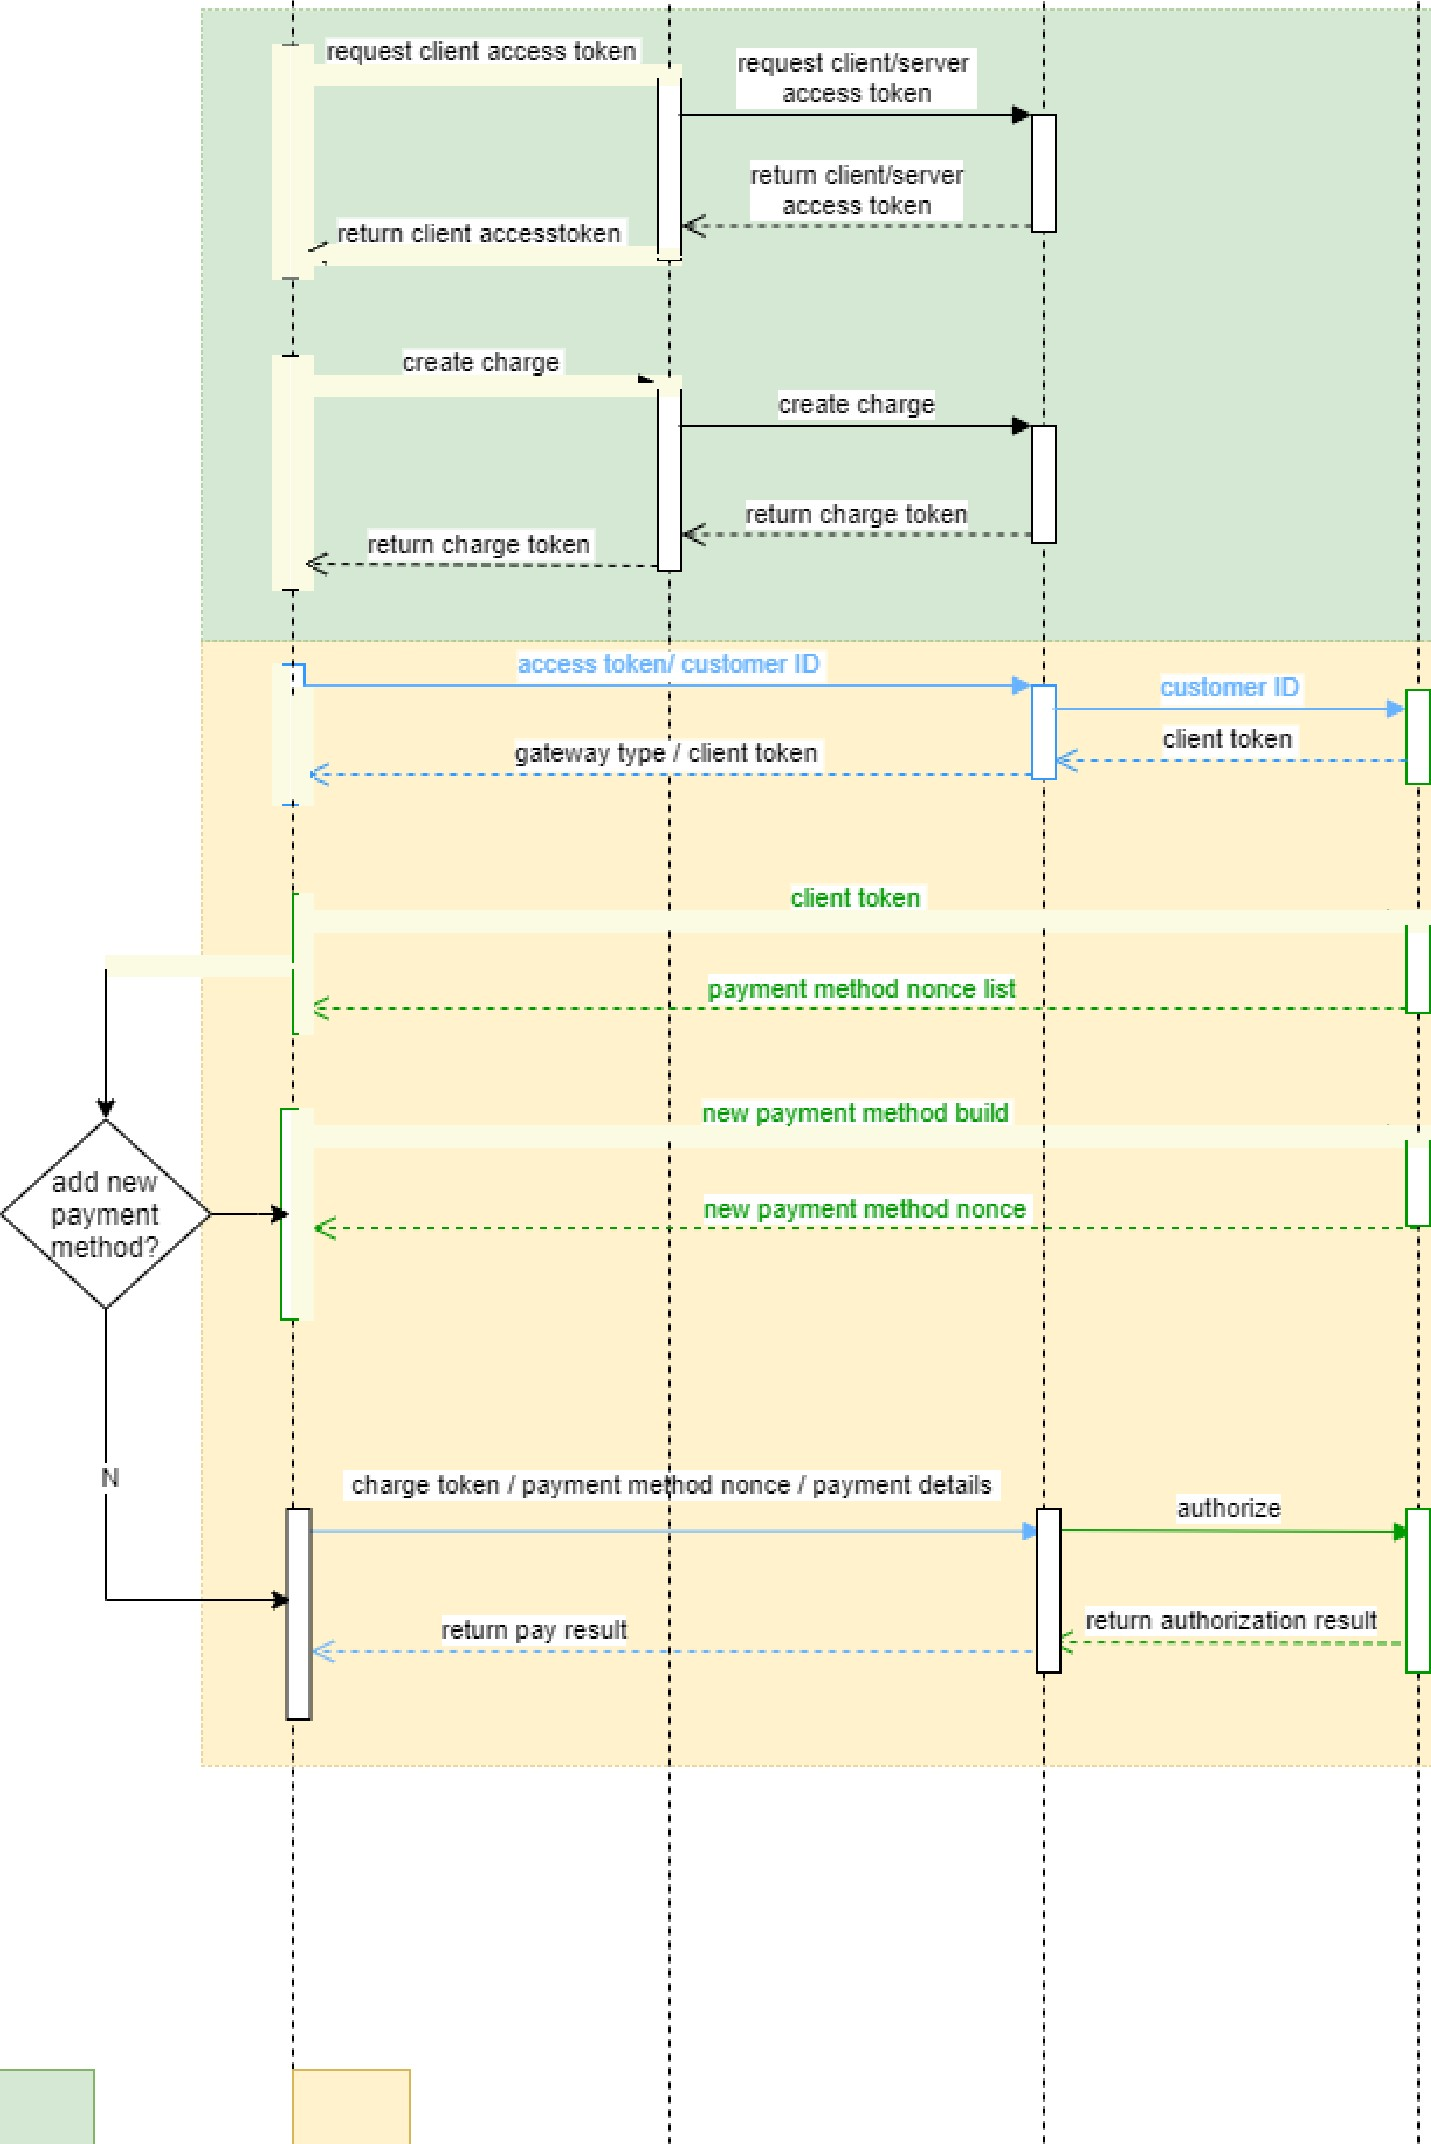 request client access token
request client/server
access token
return client/server
access token
return client accesstoken
create charge
create charge
return charge token
return charge token
access token/ customer ID
customer ID
client token
gateway type / client token
client token
payment method nonce list
new payment method build
add new
payment
method?
new payment method nonce
N
charge token / payment method nonce / payment details
authorize
return authorization result
return pay result